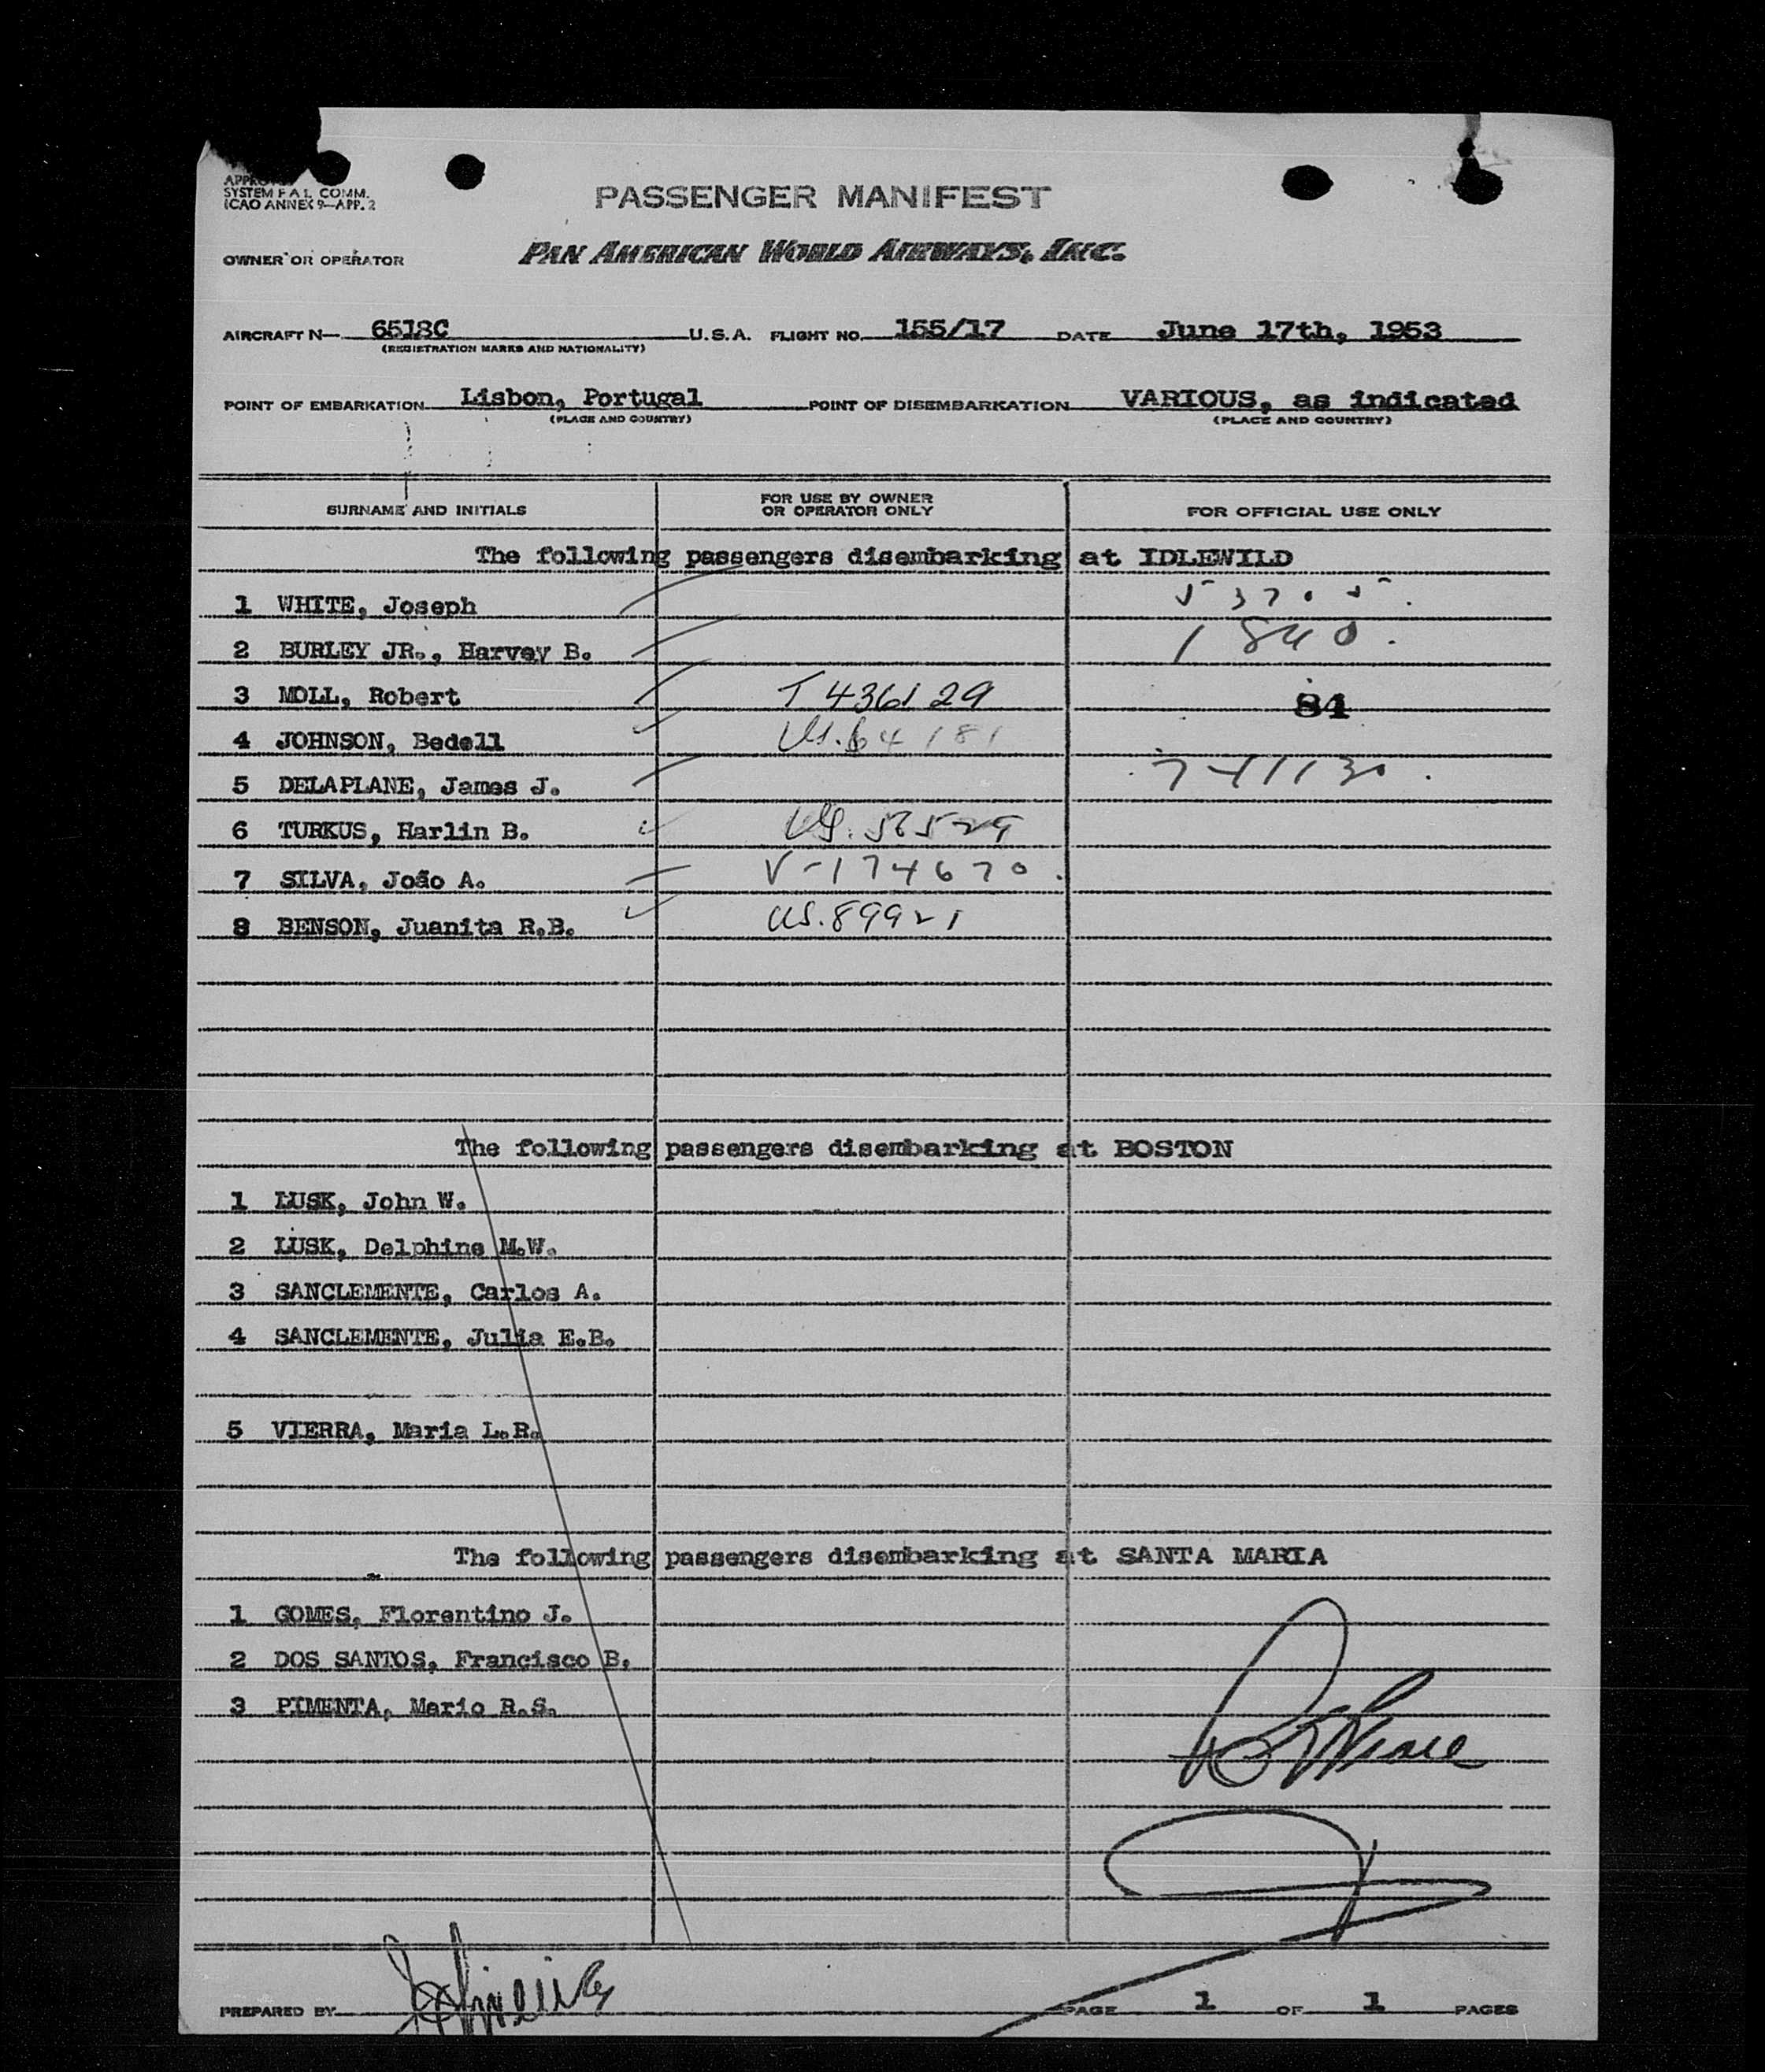 SYSTEM F A L COMM.
ICAO ANNEX 9—APP. 2
PASSENGER MANIFEST
OWNER OR OPERATOR PAN AMERICAN WORLD AIRWAYS, INC.
AIRCRAFT N— 6518C U.S.A. FLIGHT NO. 155/17 DATE June 17th, 1953
(REGISTRATION MARKS AND NATIONALITY)
POINT OF EMBARKATION Lisbon, Portugal POINT OF DISEMBARKATION VARIOUS, as indicated
(PLACE AND COUNTRY) (PLACE AND COUNTRY)
SURNAME AND INITIALS FOR USE BY OWNER OR OPERATOR ONLY FOR OFFICIAL USE ONLY
The following passengers disembarking at IDLEWILD
1 WHITE, Joseph
2 BURLEY JR., Harvey B. 1840.
3 MOLL, Robert T 436129 84
4 JOHNSON, Bedell
5 DELAPLANE, James J.
6 TURKUS, Harlin B.
7 SILVA, João A. V-174670.
8 BENSON, Juanita R.B. US.89921
The following passengers disembarking at BOSTON
1 LUSK, John W.
2 LUSK, Delphine M.W.
3 SANCLEMENTE, Carlos A.
4 SANCLEMENTE, Julia E.B.
5 VIERRA, Maria L.R.
The following passengers disembarking at SANTA MARIA
1 GOMES, Florentino J.
2 DOS SANTOS, Francisco B.
3 PIMENTA, Mario R.S.
PREPARED BY PAGE 1 OF 1 PAGES